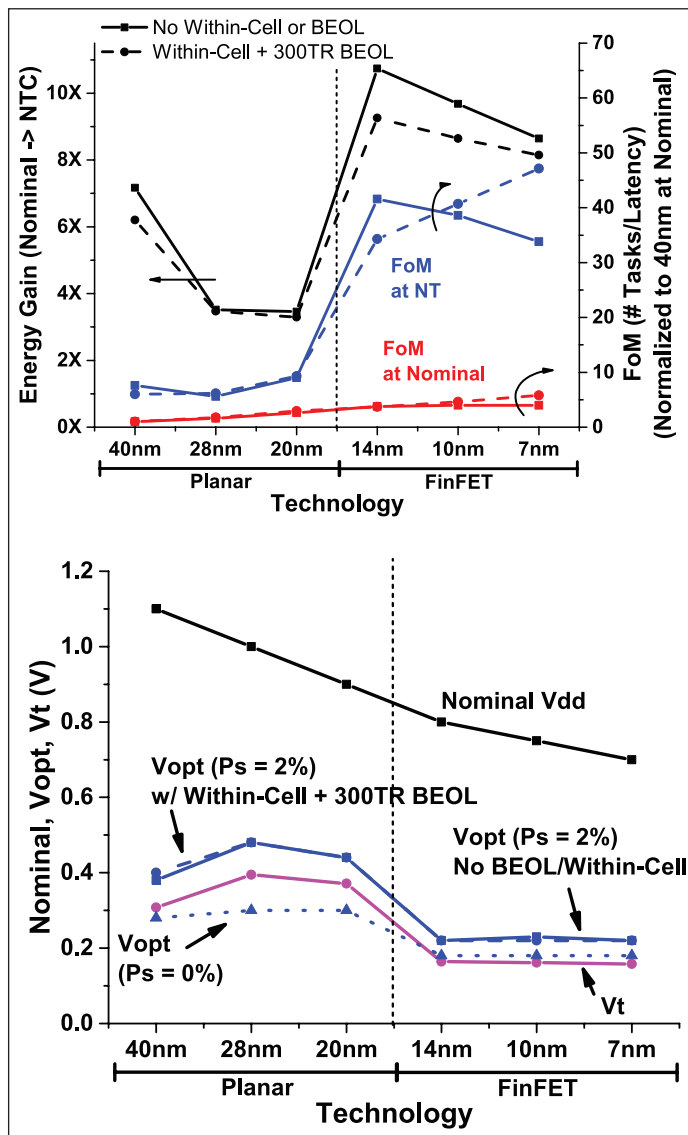 No Within-Cell or BEOL
Within-Cell + 300TR BEOL
Energy Gain (Nominal -> NTC)
10X
8X
6X
4X
2X
0X
70
60
50
40
30
20
10
0
FoM (# Tasks/Latency)
(Normalized to 40nm at Nominal)
FoM
at NT
FoM
at Nominal
40nm 28nm 20nm 14nm 10nm 7nm
Planar FinFET
Technology
Nominal, Vopt, Vt (V)
1.2
1.0
0.8
0.6
0.4
0.2
0.0
Nominal Vdd
Vopt (Ps = 2%)
w/ Within-Cell + 300TR BEOL
Vopt (Ps = 2%)
No BEOL/Within-Cell
Vopt
(Ps = 0%)
Vt
40nm 28nm 20nm 14nm 10nm 7nm
Planar FinFET
Technology